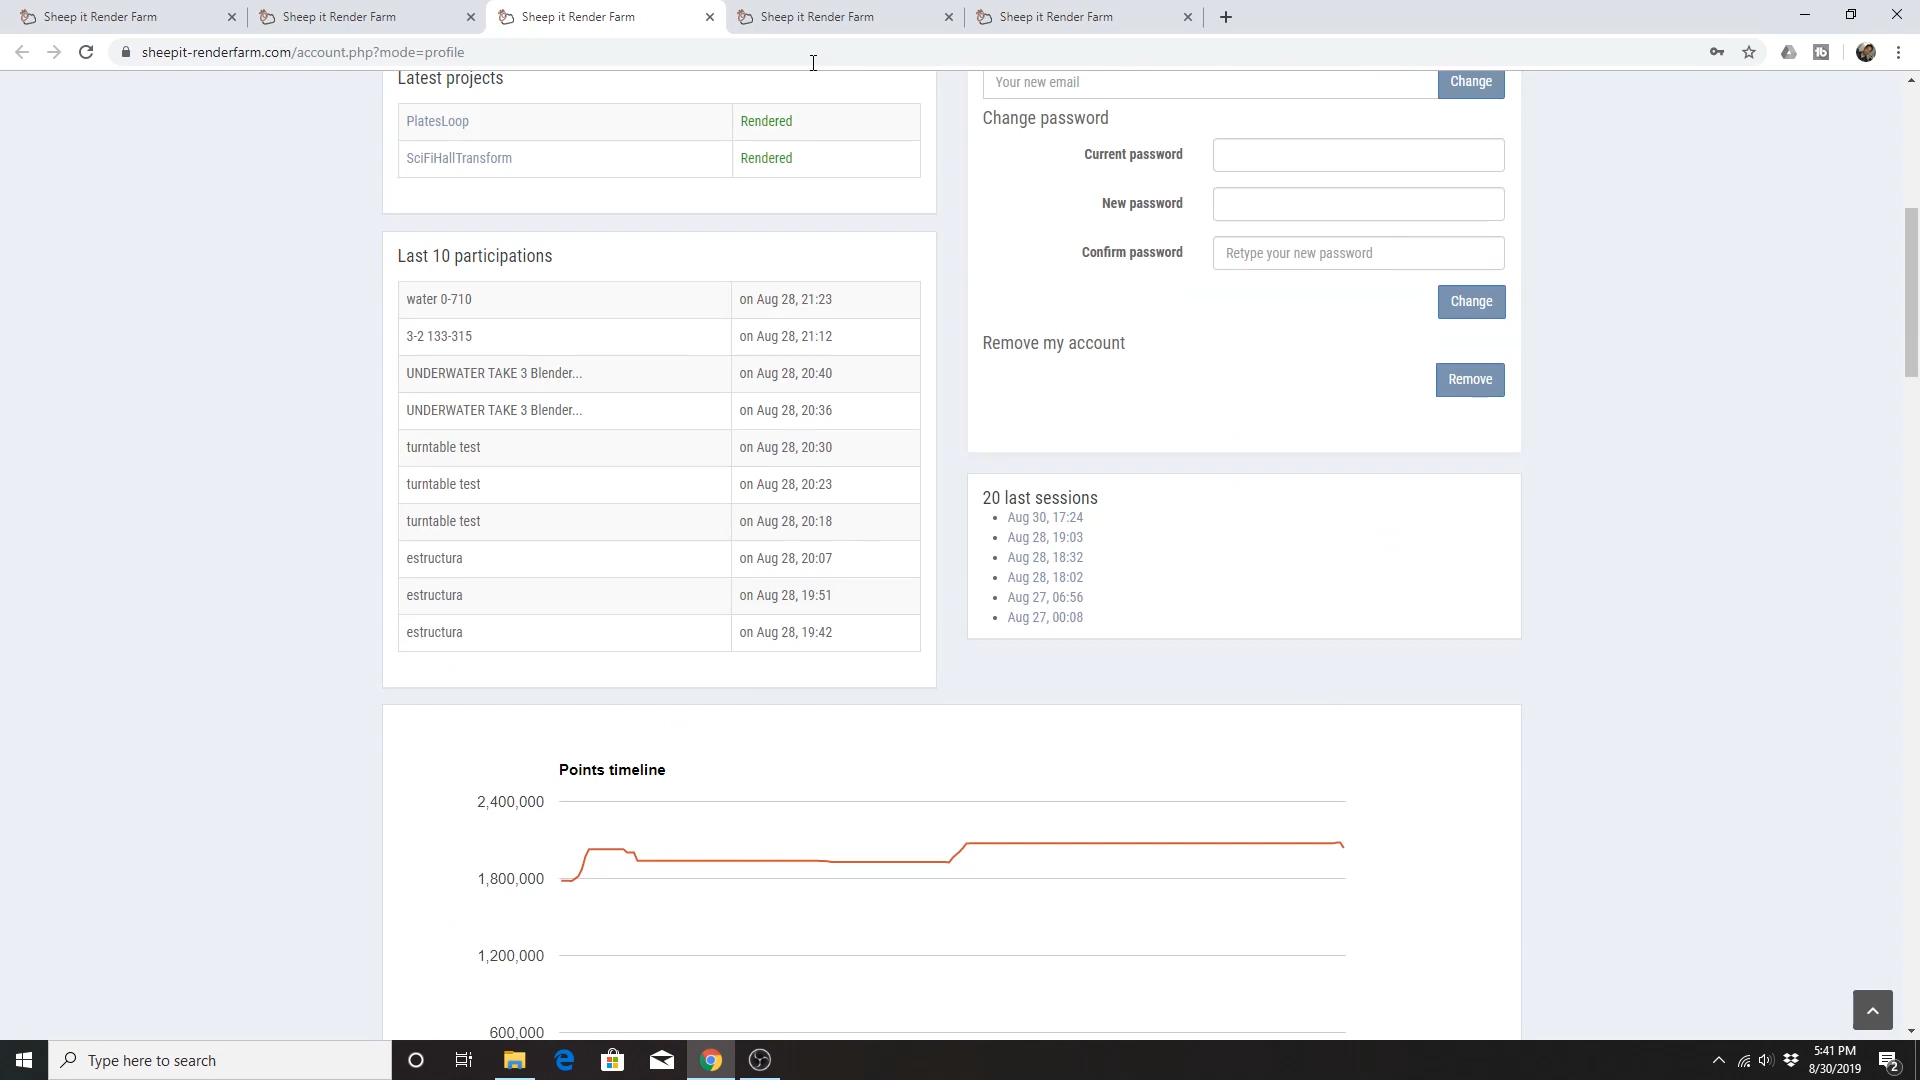 Sheep it Render Farm
Sheep it Render Farm
Sheep it Render Farm
Sheep it Render Farm
Sheep it Render Farm
sheepit-renderfarm.com/account.php?mode=profile
Latest projects
PlatesLoop Rendered
SciFiHallTransform Rendered
Last 10 participations
water 0-710 on Aug 28, 21:23
3-2 133-315 on Aug 28, 21:12
UNDERWATER TAKE 3 Blender... on Aug 28, 20:40
UNDERWATER TAKE 3 Blender... on Aug 28, 20:36
turntable test on Aug 28, 20:30
turntable test on Aug 28, 20:23
turntable test on Aug 28, 20:18
estructura on Aug 28, 20:07
estructura on Aug 28, 19:51
estructura on Aug 28, 19:42
Your new email Change
Change password
Current password
New password
Confirm password Retype your new password
Change
Remove my account
Remove
20 last sessions
• Aug 30, 17:24
• Aug 28, 19:03
• Aug 28, 18:32
• Aug 28, 18:02
• Aug 27, 06:56
• Aug 27, 00:08
Points timeline
2,400,000
1,800,000
1,200,000
600,000
Type here to search
5:41 PM
8/30/2019
2